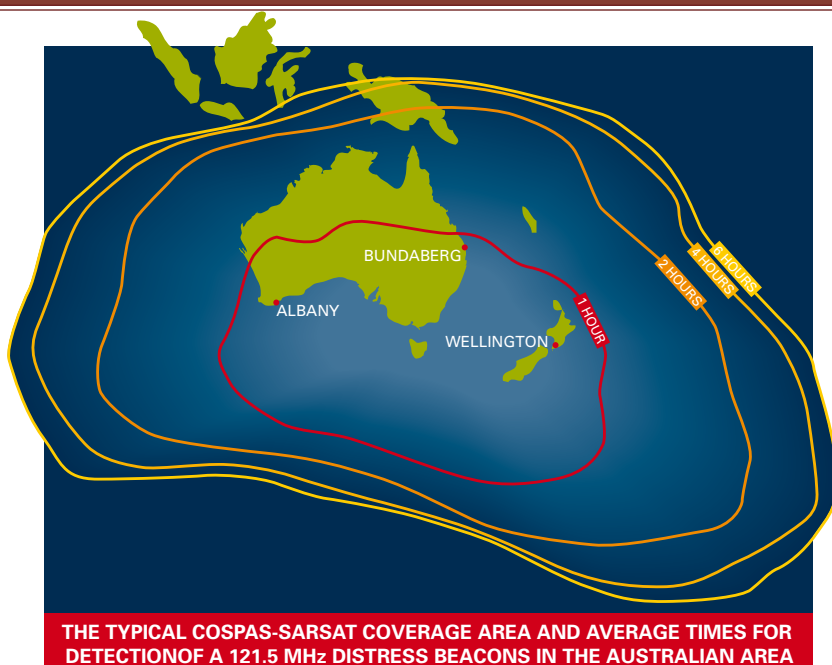 BUNDABERG
2 HOURS
4 HOURS
6 HOURS
ALBANY
1 HOUR
WELLINGTON
THE TYPICAL COSPAS-SARSAT COVERAGE AREA AND AVERAGE TIMES FOR
DETECTIONOF A 121.5 MHz DISTRESS BEACONS IN THE AUSTRALIAN AREA